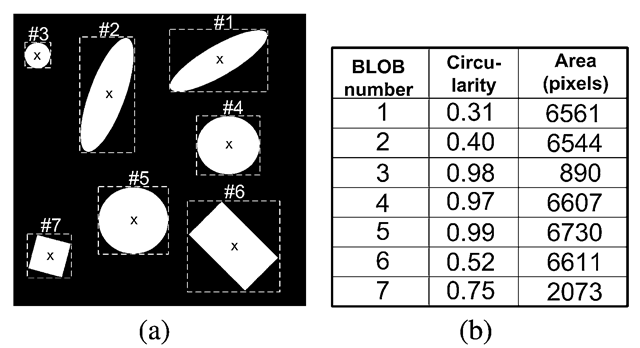 #1
#2
#3
x
x
x
#4
x
#5
#6
x
#7
x
x
BLOB number
Circu-larity
Area (pixels)
1 0.31 6561
2 0.40 6544
3 0.98 890
4 0.97 6607
5 0.99 6730
6 0.52 6611
7 0.75 2073
(a)
(b)